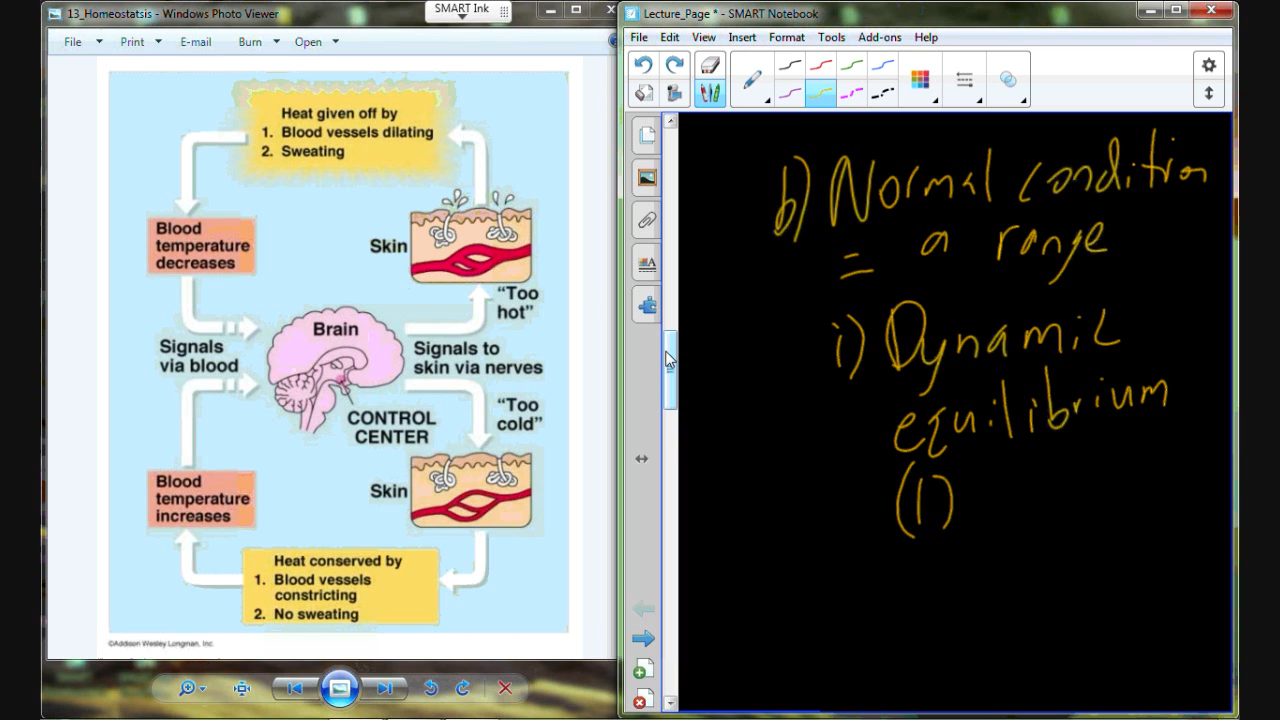 13_Homeostatsis - Windows Photo Viewer
SMART Ink
File Print E-mail Burn Open
Heat given off by
1. Blood vessels dilating
2. Sweating
Blood
temperature
decreases
Skin
"Too
hot"
Brain
Signals
via blood
Signals to
skin via nerves
CONTROL
CENTER
"Too
cold"
Blood
temperature
increases
Skin
Heat conserved by
1. Blood vessels
constricting
2. No sweating
©Addison Wesley Longman, Inc.
Lecture_Page * - SMART Notebook
File Edit View Insert Format Tools Add-ons Help
b) Normal condition
= a range
i) Dynamic
equilibrium
(1)